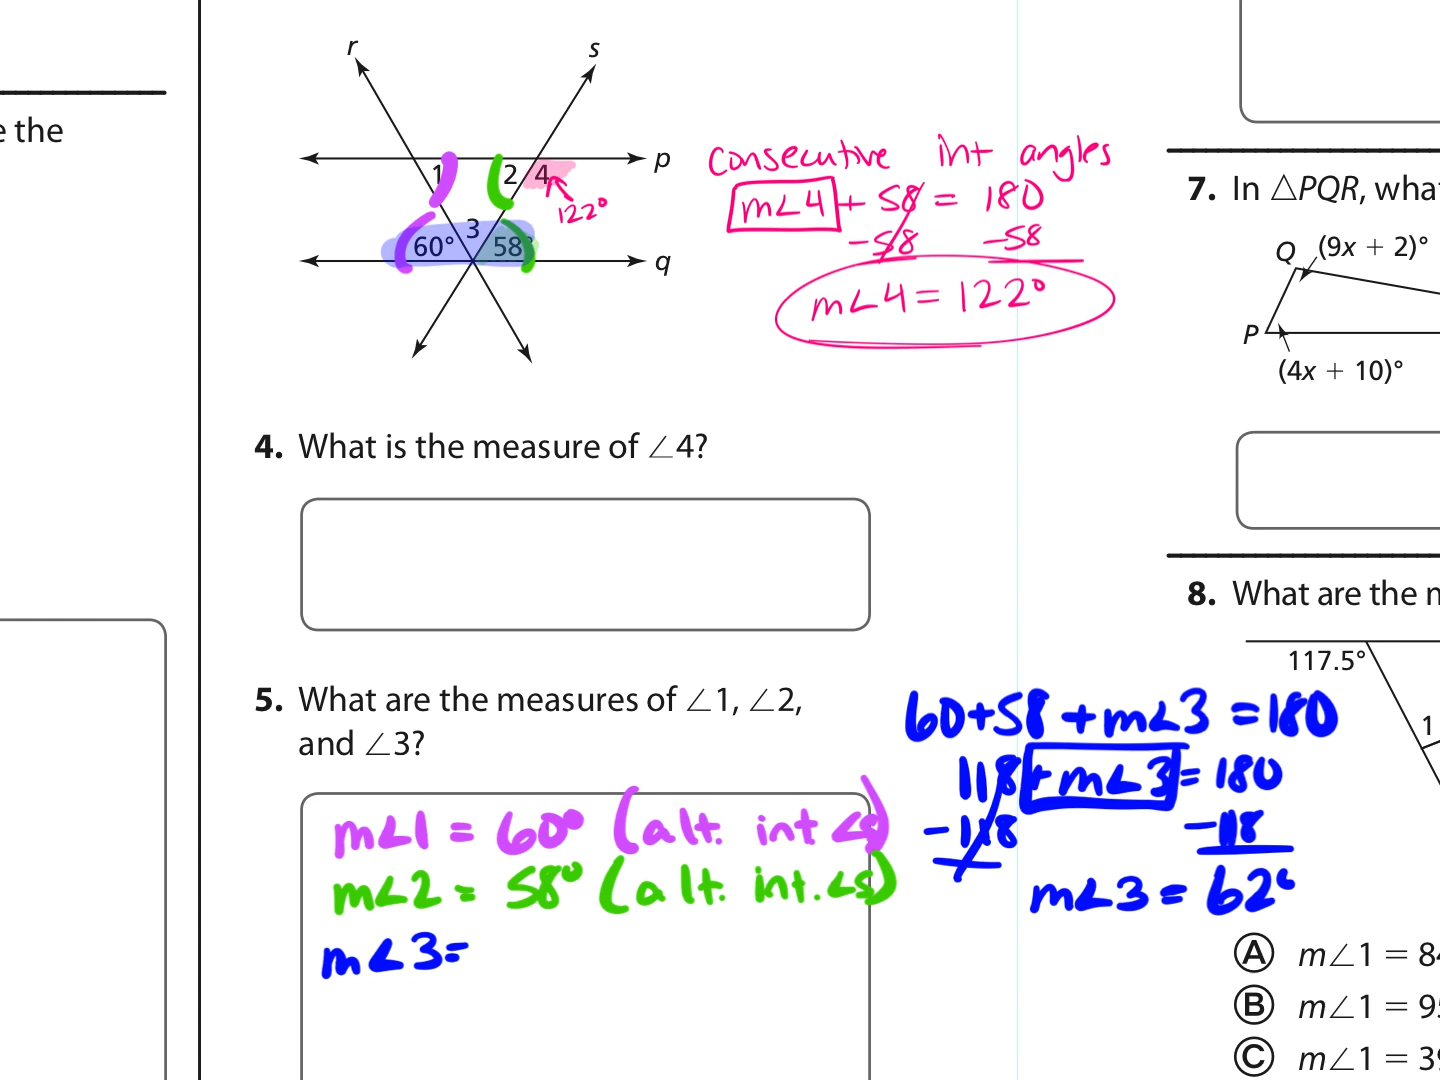 e the
r
s
p
1
2
4
122°
3
60°
58°
q
consecutive int angles
m∠4 + 58 = 180
-58 -58
m∠4 = 122°
4. What is the measure of ∠4?
5. What are the measures of ∠1, ∠2,
and ∠3?
m∠1 = 60° (alt. int ∠s)
m∠2 = 58° (alt. int. ∠s)
m∠3=
60+58+m∠3 = 180
118+m∠3 = 180
-118 -118
m∠3 = 62°
7. In △PQR, wha
Q
(9x + 2)°
P
(4x + 10)°
8. What are the
117.5°
1
A m∠1 = 84
B m∠1 = 9
C m∠1 = 39